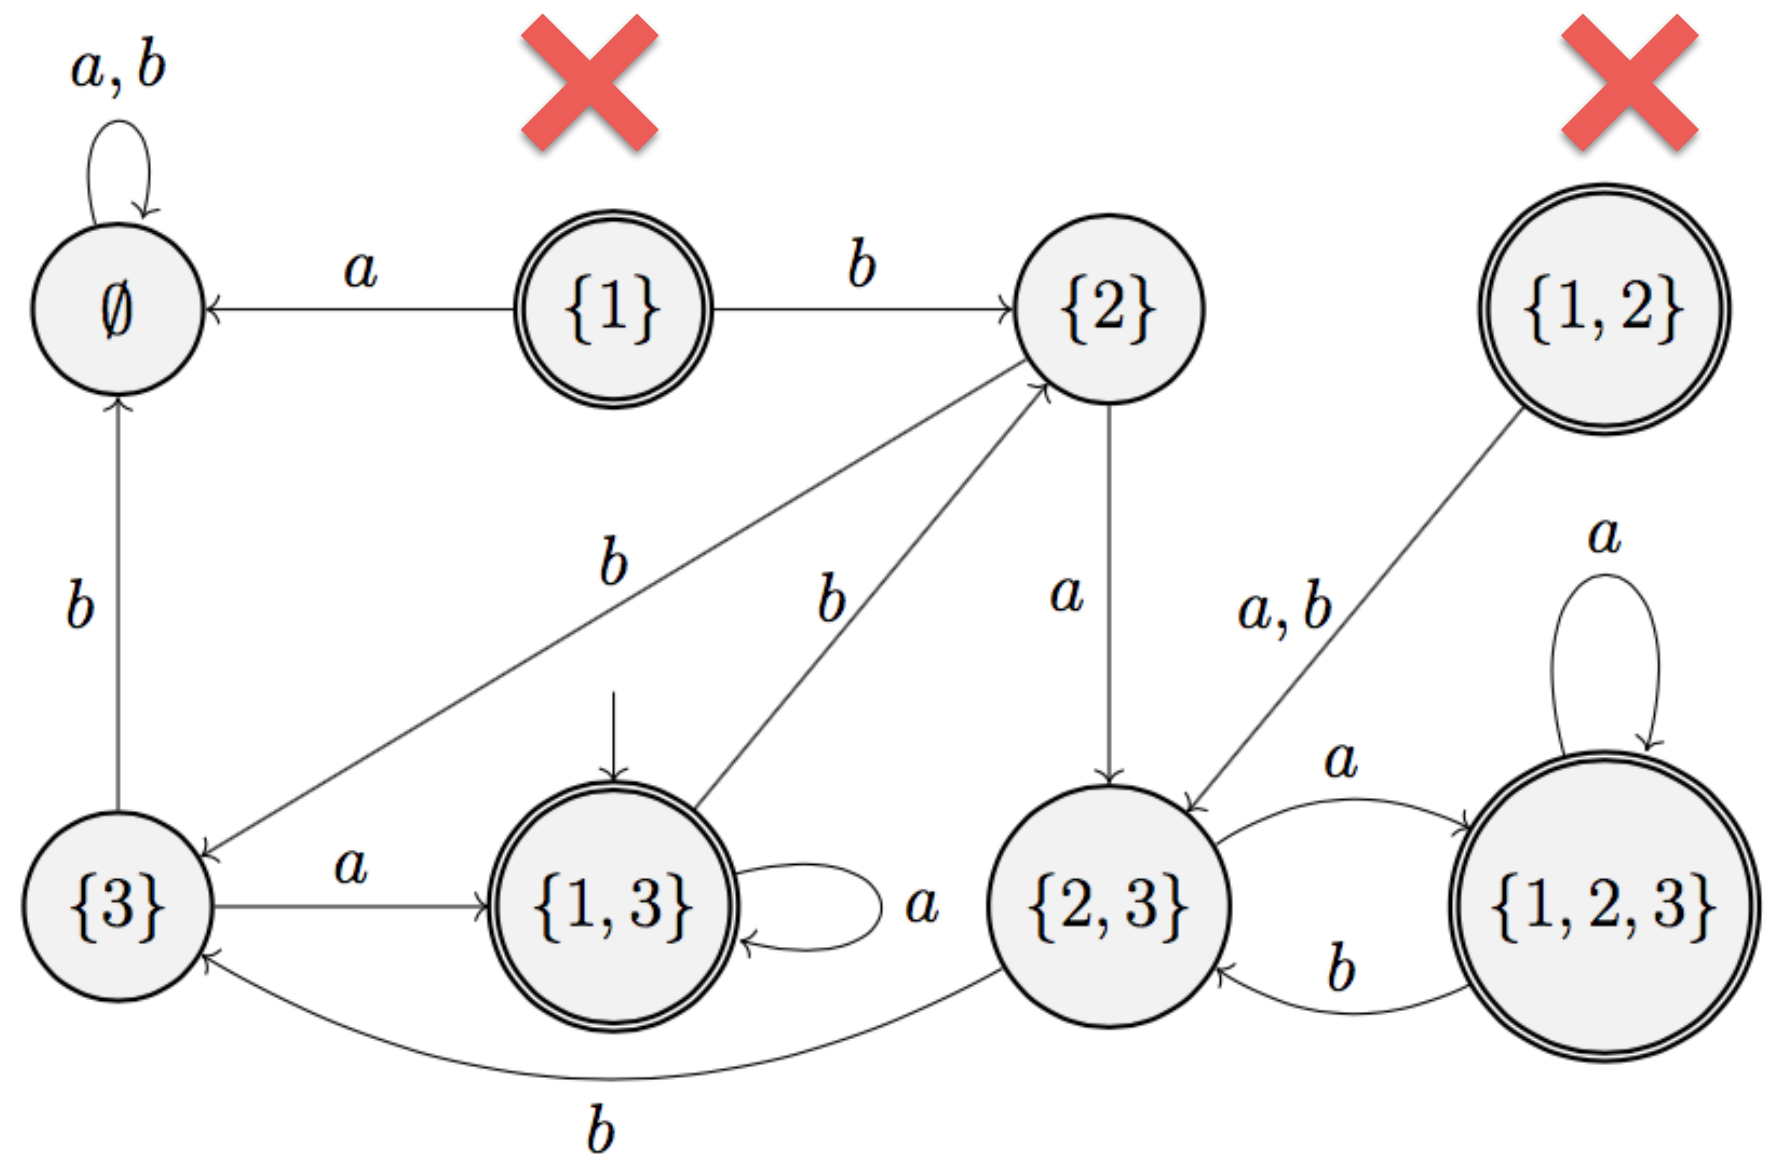 a, b
a
b
∅
{1}
{2}
{1, 2}
a
b
b
b
a
a, b
a
a
{3}
{1, 3}
a
{2, 3}
{1, 2, 3}
b
b